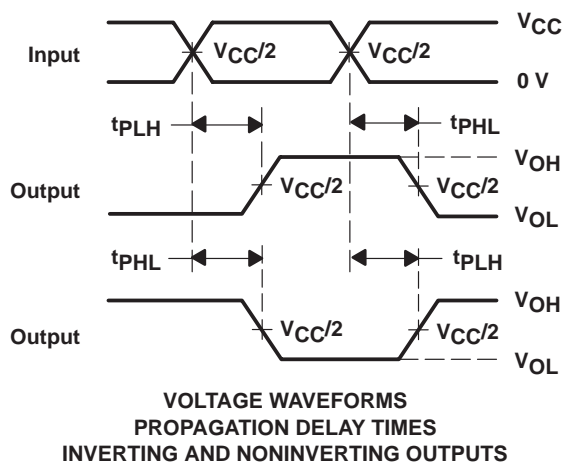 VCC
Input VCC/2 VCC/2
0 V
tPLH tPHL
VOH
Output VCC/2 VCC/2
VOL
tPHL tPLH
VOH
Output VCC/2 VCC/2
VOL
VOLTAGE WAVEFORMS
PROPAGATION DELAY TIMES
INVERTING AND NONINVERTING OUTPUTS